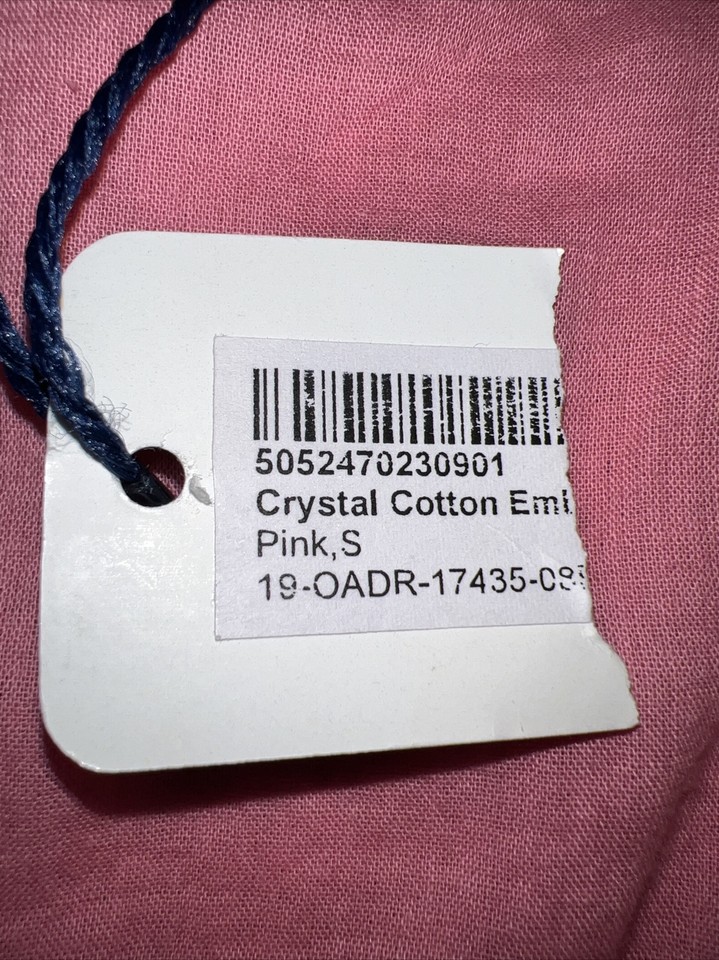 5052470230901
Crystal Cotton
Pink,S
19-OADR-17435-